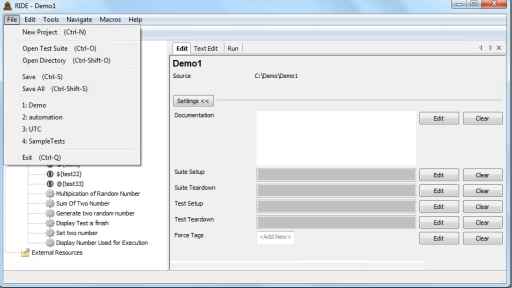 RIDE - Demo1
File Edit Tools Navigate Macros Help
New Project (Ctrl-N)
Open Test Suite (Ctrl-O)
Open Directory (Ctrl-Shift-O)
Save (Ctrl-S)
Save All (Ctrl-Shift-S)
1: Demo
2: automation
3: UTC
4: SampleTests
Exit (Ctrl-Q)
${test22}
@{test33}
Multipication of Random Number
Sum Of Two Number
Generate two random number
Display Test is finish
Set two number
Display Number Used for Execution
External Resources
Edit Text Edit Run
Demo1
Source C:\Demo\Demo1
Settings <<
Documentation Edit Clear
Suite Setup Edit Clear
Suite Teardown Edit Clear
Test Setup Edit Clear
Test Teardown Edit Clear
Force Tags <Add New> Edit Clear